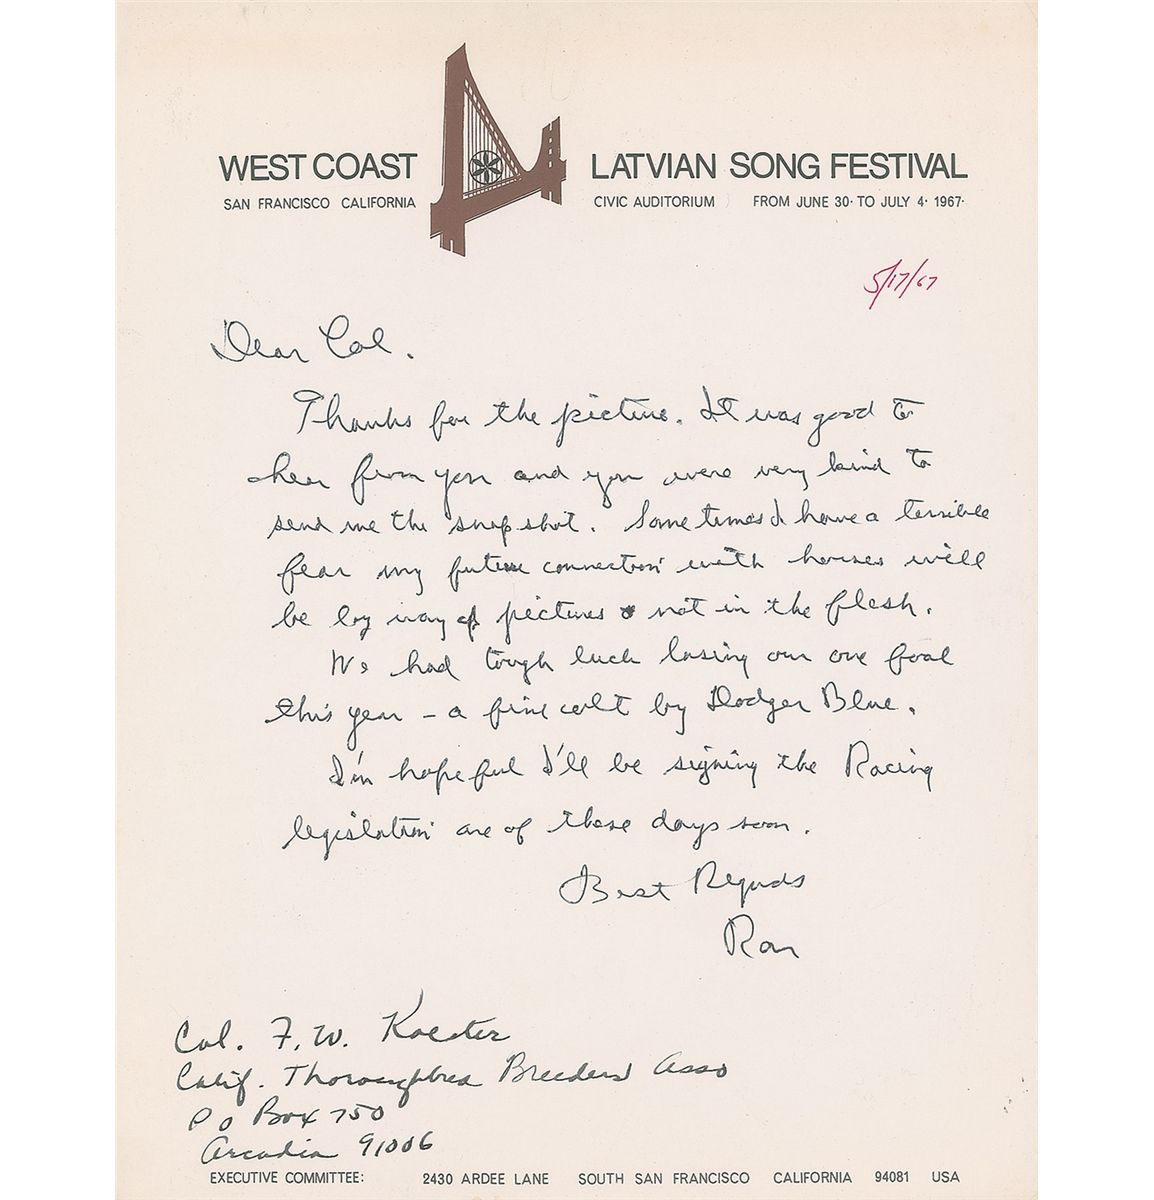 WEST COAST LATVIAN SONG FESTIVAL
SAN FRANCISCO CALIFORNIA CIVIC AUDITORIUM FROM JUNE 30· TO JULY 4· 1967·
5/17/67
Dear Col.
Thanks for the picture. It was good to
hear from you and you were very kind to
send me the snapshot. Sometimes I have a terrible
fear my future connection with horses will
be by way of pictures & not in the flesh.
We had tough luck losing our one foal
this year – a fine colt by Dodger Blue.
I'm hopeful I'll be signing the Racing
legislation one of these days soon.
Best Regards
Ron
Col. F. W. Koester
Calif. Thoroughbred Breeders Asso
P O Box 750
Arcadia 91006
EXECUTIVE COMMITTEE: 2430 ARDEE LANE SOUTH SAN FRANCISCO CALIFORNIA 94081 USA